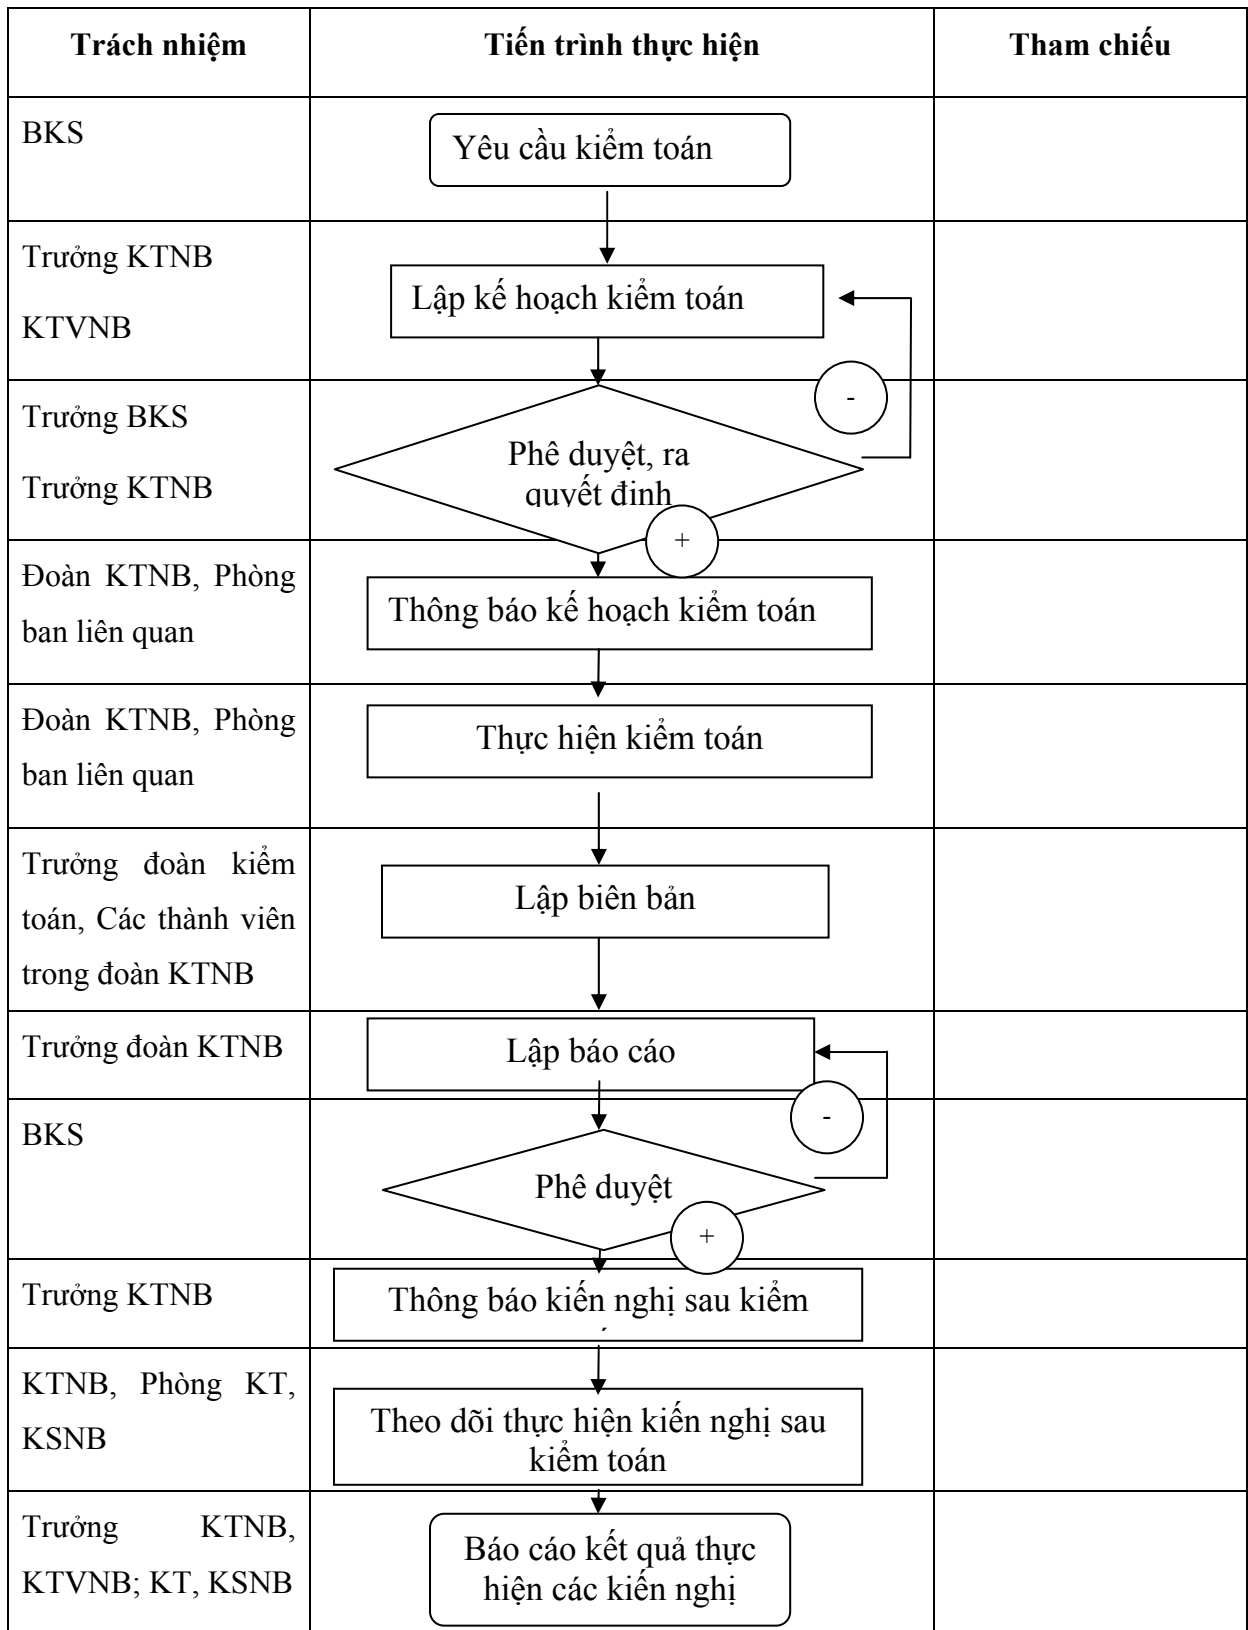 Trách nhiệm
Tiến trình thực hiện
Tham chiếu
BKS
Yêu cầu kiểm toán
Trưởng KTNB
KTVNB
Lập kế hoạch kiểm toán
-
Trưởng BKS
Trưởng KTNB
Phê duyệt, ra
quyết định
+
Đoàn KTNB, Phòng
ban liên quan
Thông báo kế hoạch kiểm toán
Đoàn KTNB, Phòng
ban liên quan
Thực hiện kiểm toán
Trưởng đoàn kiểm
toán, Các thành viên
trong đoàn KTNB
Lập biên bản
Trưởng đoàn KTNB
Lập báo cáo
-
BKS
Phê duyệt
+
Trưởng KTNB
Thông báo kiến nghị sau kiểm
KTNB, Phòng KT,
KSNB
Theo dõi thực hiện kiến nghị sau
kiểm toán
Trưởng KTNB,
KTVNB; KT, KSNB
Báo cáo kết quả thực
hiện các kiến nghị